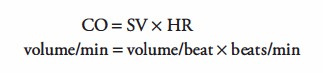 CO = SV × HR
volume/min = volume/beat × beats/min